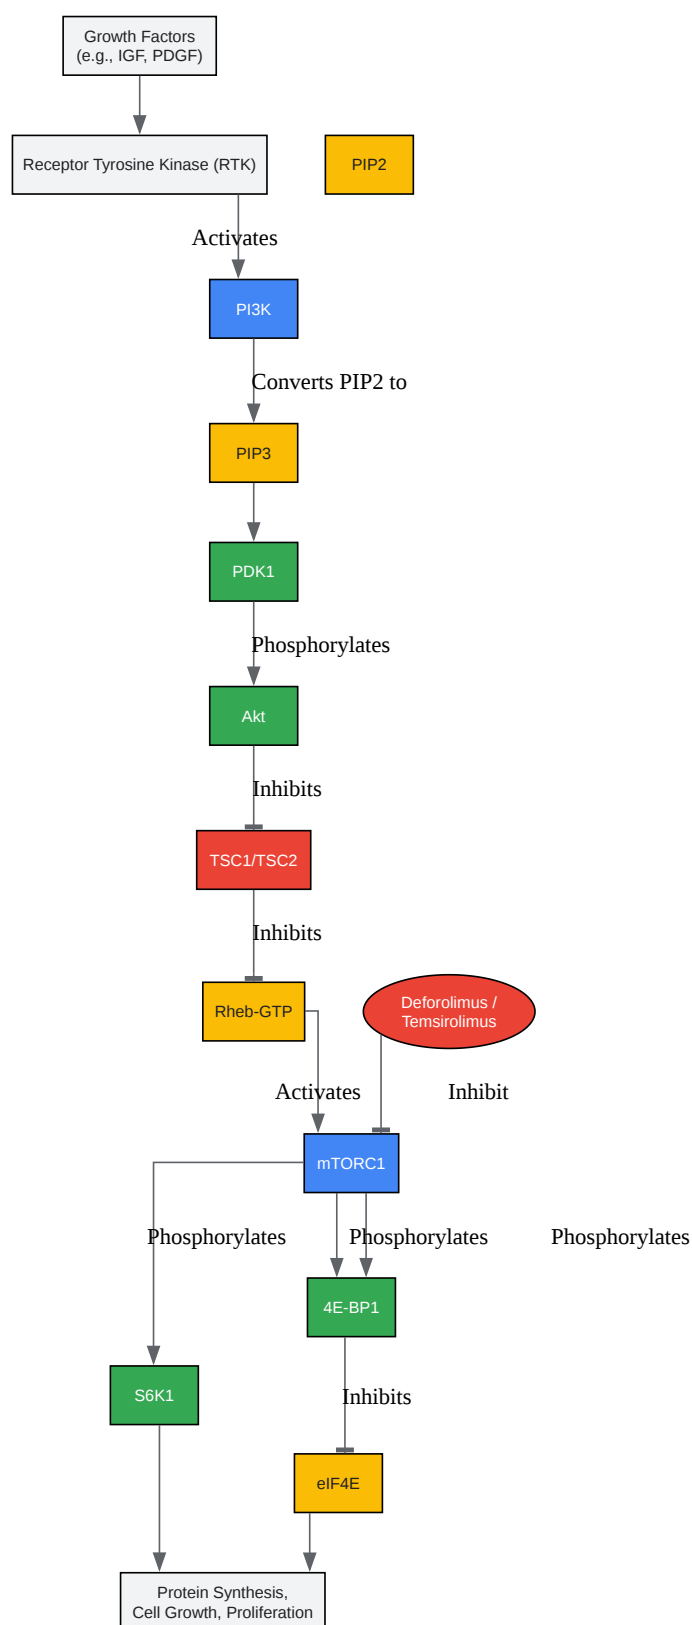 Growth Factors
(e.g., IGF, PDGF)
Receptor Tyrosine Kinase (RTK)
PIP2
Activates
PI3K
Converts PIP2 to
PIP3
PDK1
Phosphorylates
Akt
Inhibits
TSC1/TSC2
Inhibits
Rheb-GTP
Deforolimus /
Temsirolimus
Activates
Inhibit
mTORC1
Phosphorylates
Phosphorylates
Phosphorylates
4E-BP1
S6K1
Inhibits
eIF4E
Protein Synthesis,
Cell Growth, Proliferation